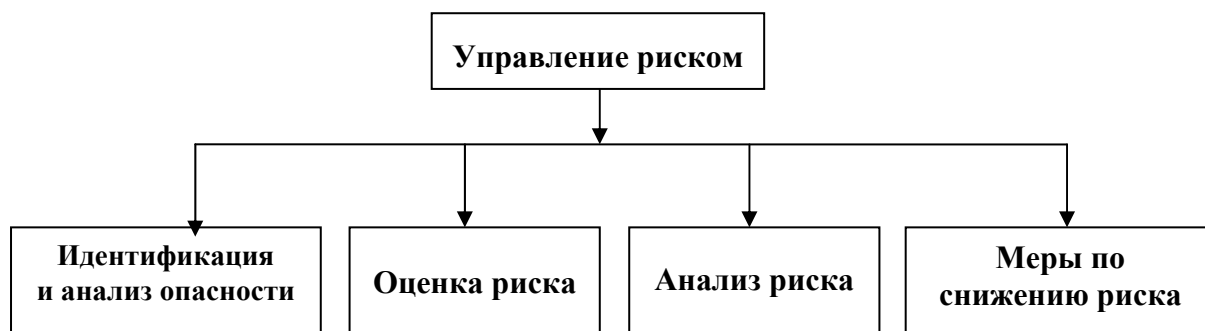 Управление риском
Идентификация
и анализ опасности
Оценка риска
Анализ риска
Меры по
снижению риска